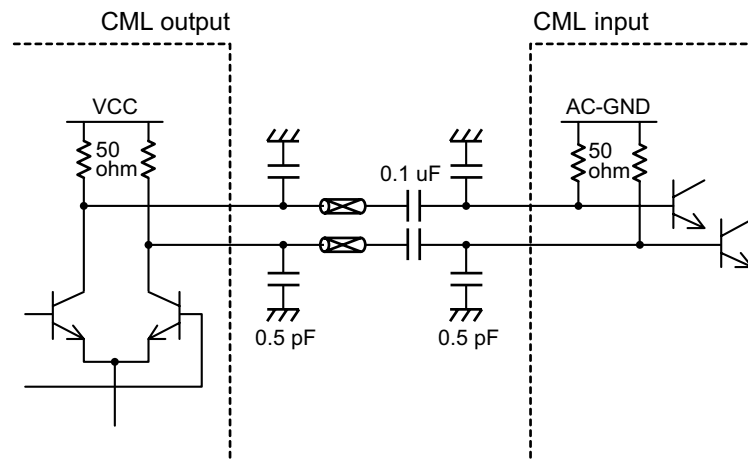 CML output
CML input
VCC
AC-GND
50
ohm
0.1 uF
50
ohm
0.5 pF
0.5 pF